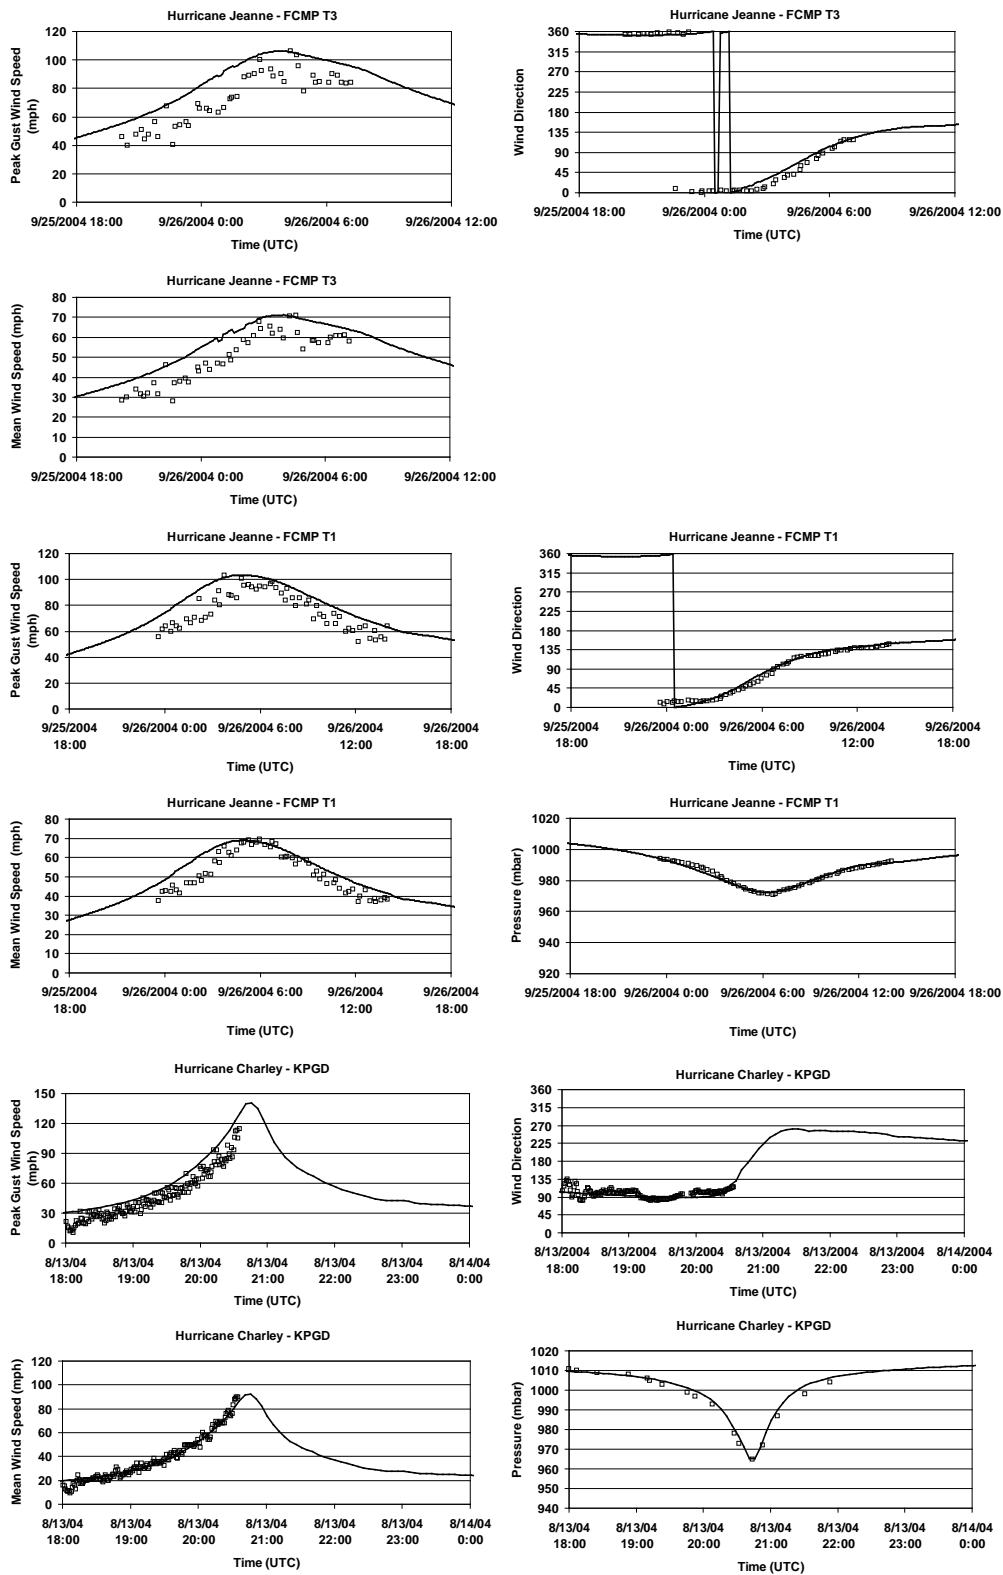 Hurricane Jeanne - FCMP T3
Peak Gust Wind Speed
(mph)
120
100
80
60
40
20
0
9/25/2004 18:00 9/26/2004 0:00 9/26/2004 6:00 9/26/2004 12:00
Time (UTC)
Hurricane Jeanne - FCMP T3
Wind Direction
360
315
270
225
180
135
90
45
0
9/25/2004 18:00 9/26/2004 0:00 9/26/2004 6:00 9/26/2004 12:00
Time (UTC)
Hurricane Jeanne - FCMP T3
Mean Wind Speed (mph)
80
70
60
50
40
30
20
10
0
9/25/2004 18:00 9/26/2004 0:00 9/26/2004 6:00 9/26/2004 12:00
Time (UTC)
Hurricane Jeanne - FCMP T1
Peak Gust Wind Speed
(mph)
120
100
80
60
40
20
0
9/25/2004 9/26/2004 0:00 9/26/2004 6:00 9/26/2004 9/26/2004
18:00 12:00 18:00
Time (UTC)
Hurricane Jeanne - FCMP T1
Wind Direction
360
315
270
225
180
135
90
45
0
9/25/2004 9/26/2004 0:00 9/26/2004 6:00 9/26/2004 9/26/2004
18:00 12:00 18:00
Time (UTC)
Hurricane Jeanne - FCMP T1
Mean Wind Speed (mph)
80
70
60
50
40
30
20
10
0
9/25/2004 9/26/2004 0:00 9/26/2004 6:00 9/26/2004 9/26/2004
18:00 12:00 18:00
Time (UTC)
Hurricane Jeanne - FCMP T1
Pressure (mbar)
1020
1000
980
960
940
920
9/25/2004 18:00 9/26/2004 0:00 9/26/2004 6:00 9/26/2004 12:00 9/26/2004 18:00
Time (UTC)
Hurricane Charley - KPGD
Peak Gust Wind Speed
(mph)
150
120
90
60
30
0
8/13/04 8/13/04 8/13/04 8/13/04 8/13/04 8/13/04 8/14/04
18:00 19:00 20:00 21:00 22:00 23:00 0:00
Time (UTC)
Hurricane Charley - KPGD
Wind Direction
360
315
270
225
180
135
90
45
0
8/13/2004 8/13/2004 8/13/2004 8/13/2004 8/13/2004 8/13/2004 8/14/2004
18:00 19:00 20:00 21:00 22:00 23:00 0:00
Time (UTC)
Hurricane Charley - KPGD
Mean Wind Speed (mph)
120
100
80
60
40
20
0
8/13/04 8/13/04 8/13/04 8/13/04 8/13/04 8/13/04 8/14/04
18:00 19:00 20:00 21:00 22:00 23:00 0:00
Time (UTC)
Hurricane Charley - KPGD
Pressure (mbar)
1020
1010
1000
990
980
970
960
950
940
8/13/04 8/13/04 8/13/04 8/13/04 8/13/04 8/13/04 8/14/04
18:00 19:00 20:00 21:00 22:00 23:00 0:00
Time (UTC)